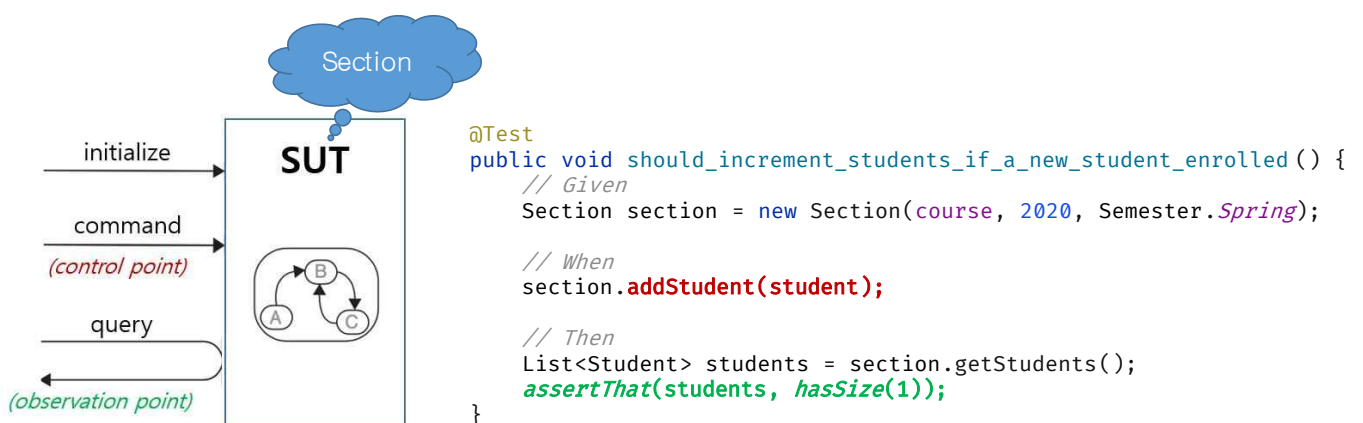 Section
SUT
initialize
command
(control point)
query
(observation point)
A
B
C
@Test
public void should_increment_students_if_a_new_student_enrolled () {
    // Given
    Section section = new Section(course, 2020, Semester.Spring);

    // When
    section.addStudent(student);

    // Then
    List<Student> students = section.getStudents();
    assertThat(students, hasSize(1));
}